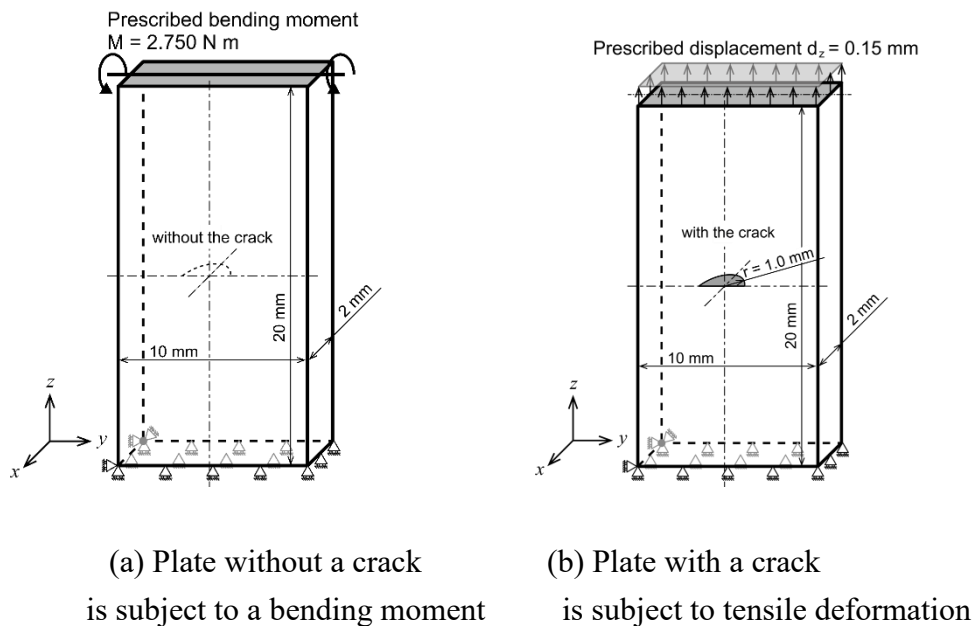 Prescribed bending moment
M = 2.750 N m
without the crack
20 mm
2 mm
10 mm
z
y
x
Prescribed displacement dz = 0.15 mm
with the crack
r = 1.0 mm
20 mm
2 mm
10 mm
z
y
x
(a) Plate without a crack
is subject to a bending moment
(b) Plate with a crack
is subject to tensile deformation